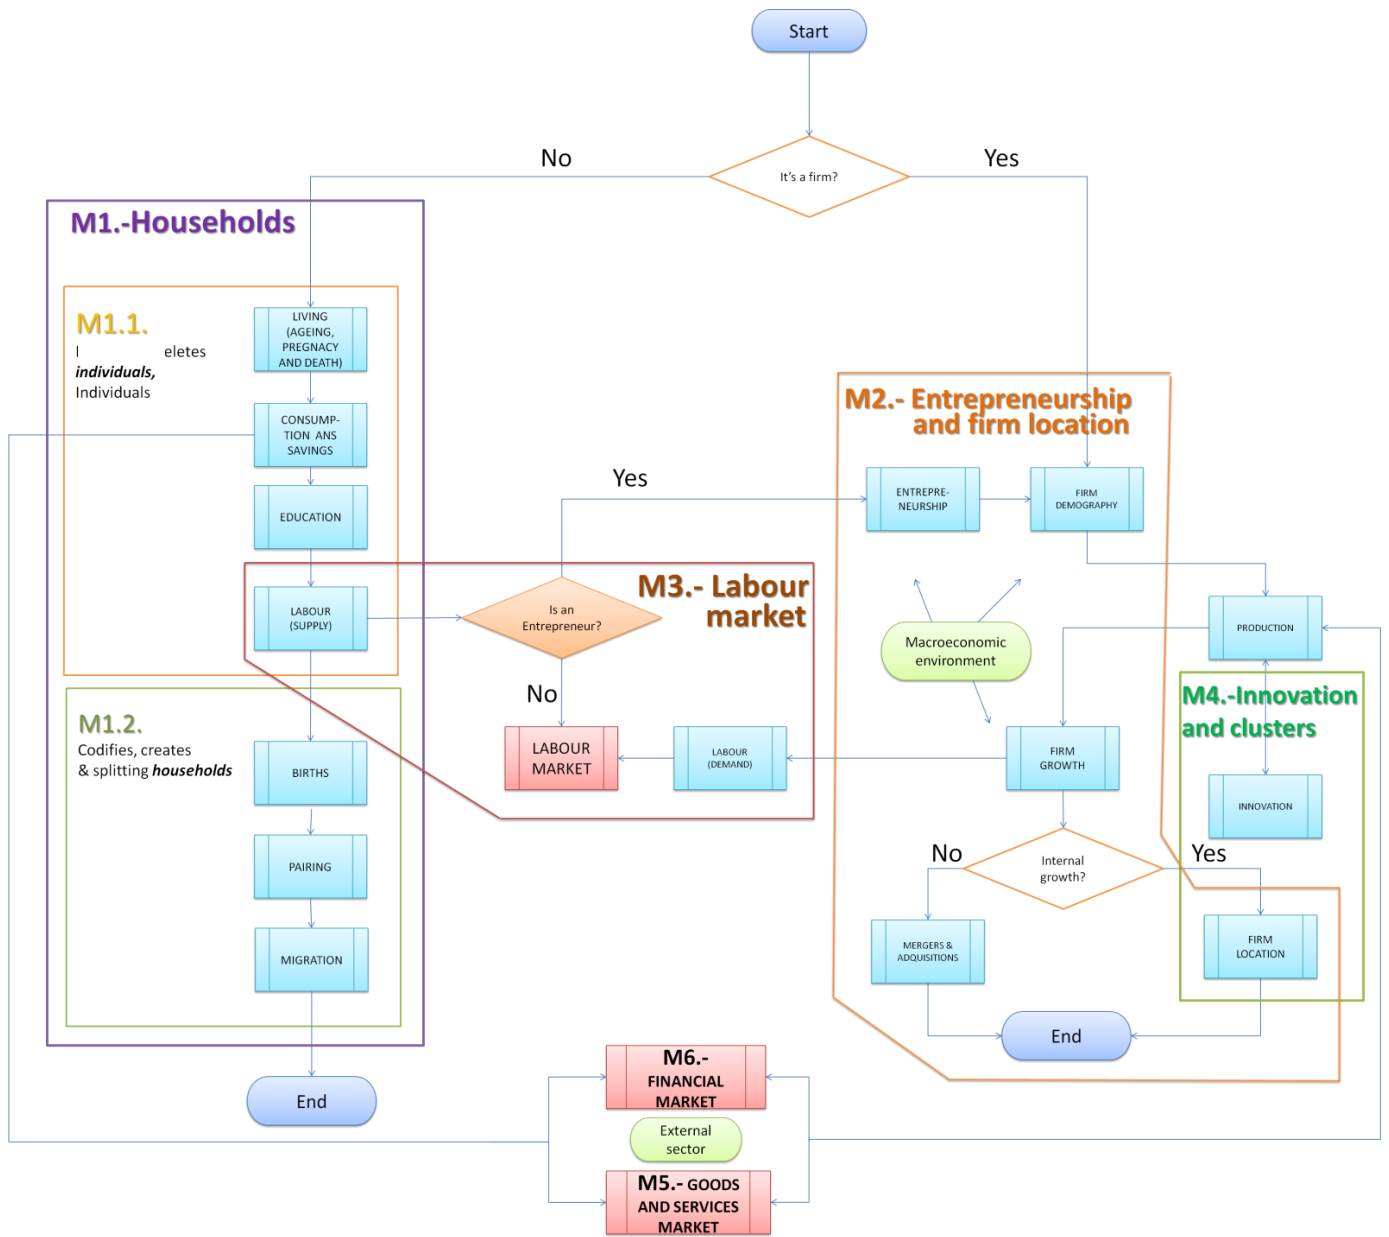 Start
It's a firm?
No
Yes
M1.-Households
M1.1.
I eletes
individuals,
Individuals
LIVING
(AGEING,
PREGNACY
AND DEATH)
CONSUMP-
TION ANS
SAVINGS
EDUCATION
LABOUR
(SUPPLY)
M1.2.
Codifies, creates
& splitting households
BIRTHS
PAIRING
MIGRATION
End
Yes
Is an
Entrepreneur?
No
M3.- Labour
market
LABOUR
MARKET
LABOUR
(DEMAND)
M2.- Entrepreneurship
and firm location
ENTREPRE-
NEURSHIP
FIRM
DEMOGRAPHY
Macroeconomic
environment
PRODUCTION
M4.-Innovation
and clusters
FIRM
GROWTH
INNOVATION
No
Internal
growth?
Yes
MERGERS &
ADQUISITIONS
FIRM
LOCATION
End
M6.-
FINANCIAL
MARKET
External
sector
M5.- GOODS
AND SERVICES
MARKET